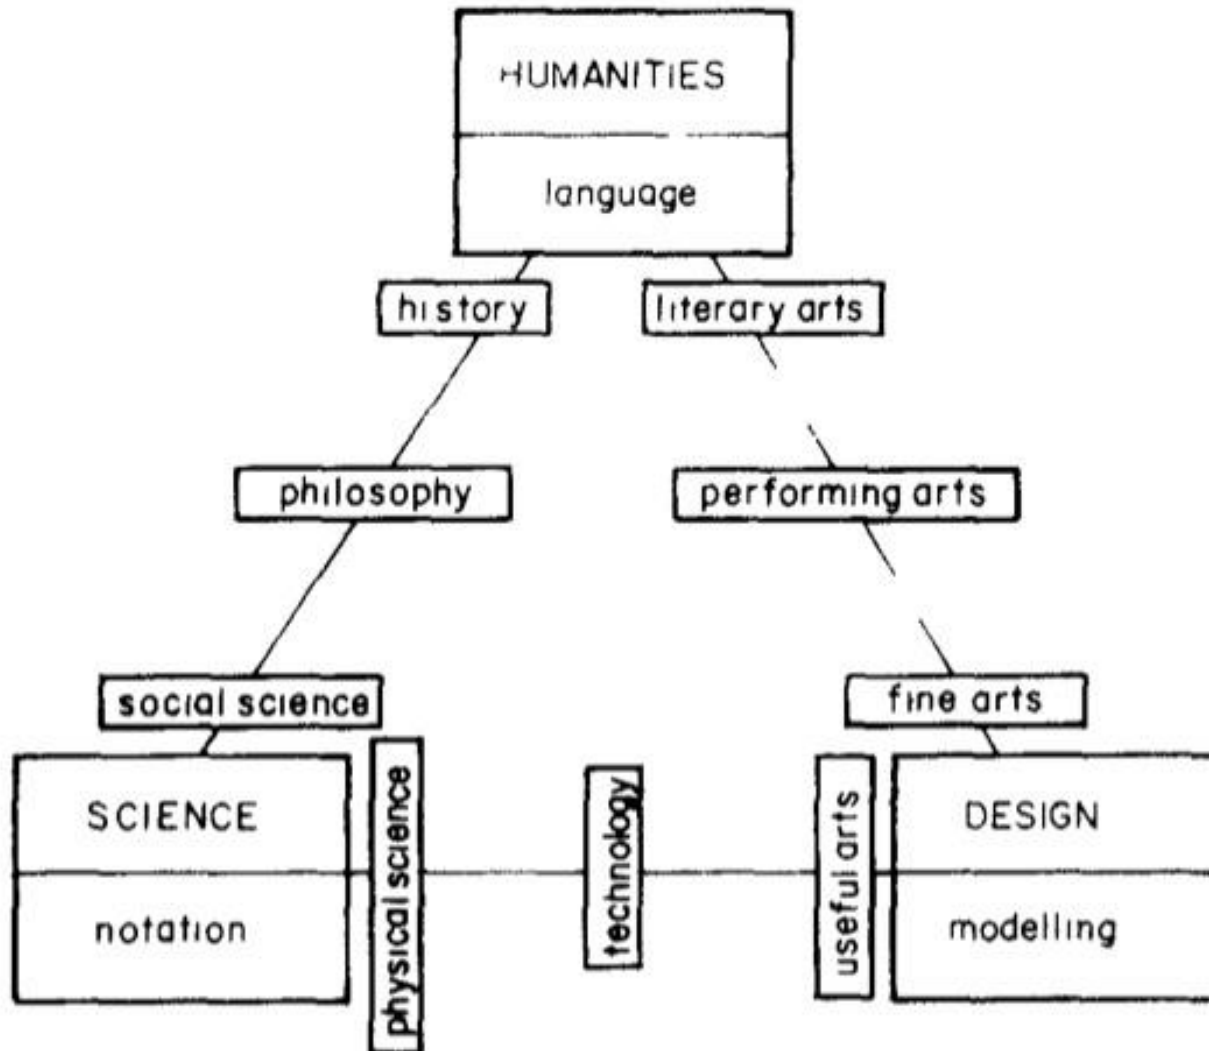 HUMANITIES
language
history
literary arts
philosophy
performing arts
social science
fine arts
SCIENCE
notation
physical science
technology
useful arts
DESIGN
modelling